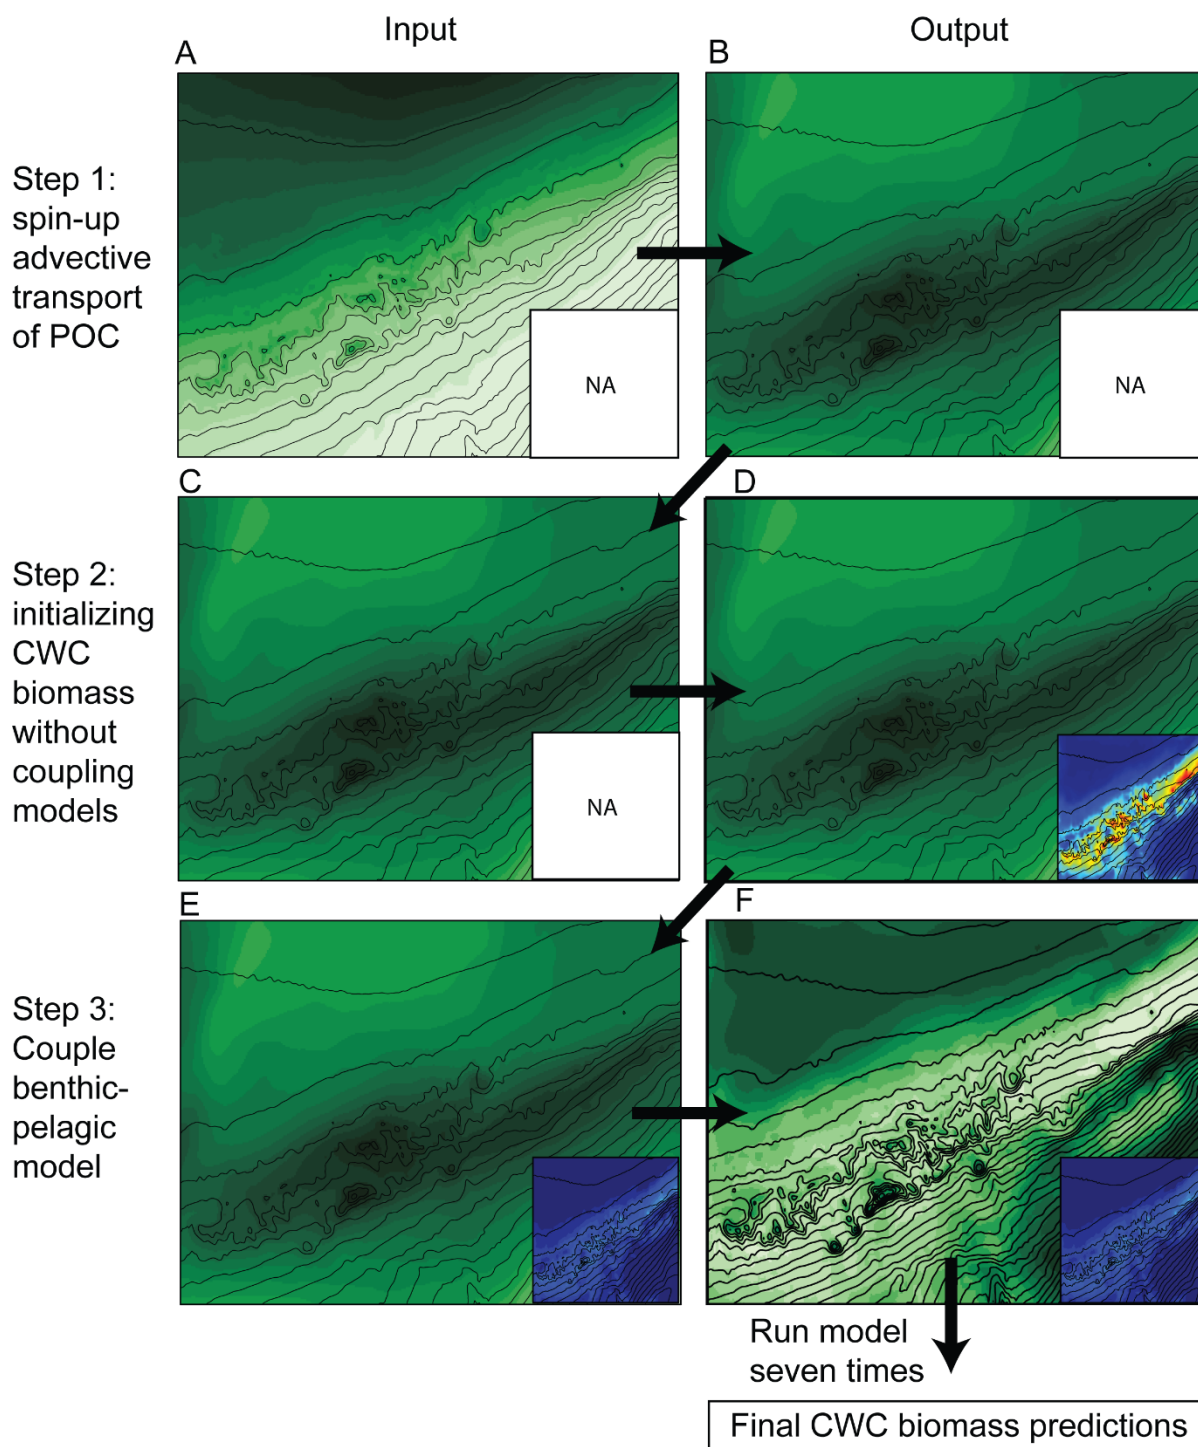 Input
Output
A
B
Step 1:
spin-up
advective
transport
of POC
NA
NA
C
D
Step 2:
initializing
CWC
biomass
without
coupling
models
NA
E
F
Step 3:
Couple
benthic-
pelagic
model
Run model
seven times
Final CWC biomass predictions